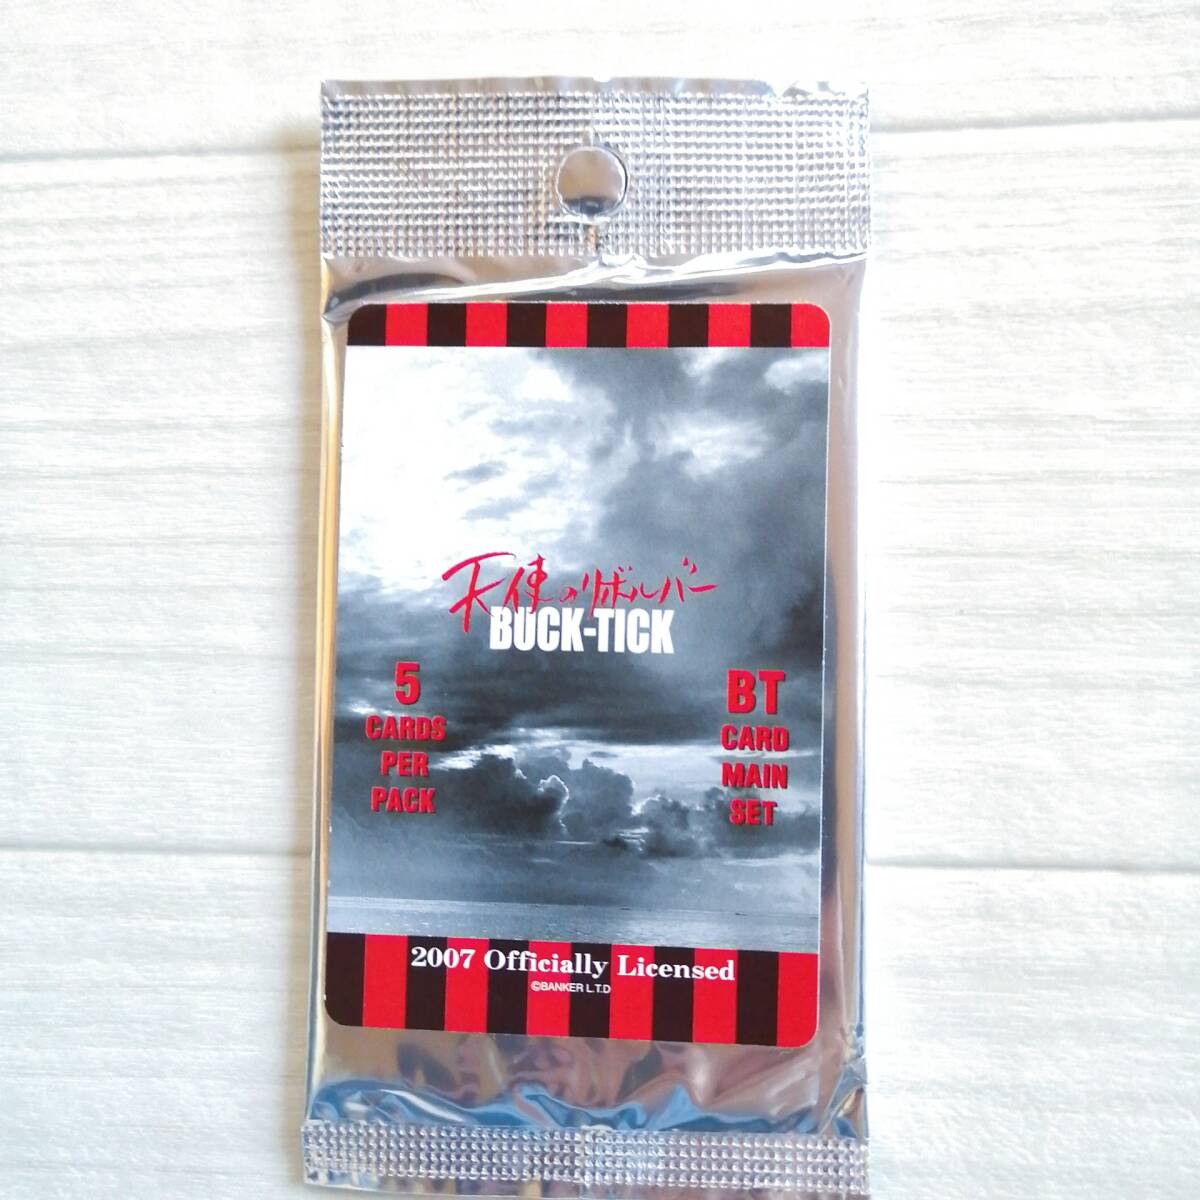 天使のリボルバー
BUCK-TICK
5
CARDS
PER
PACK
BT
CARD
MAIN
SET
2007 Officially Licensed
©BANKER L.T.D